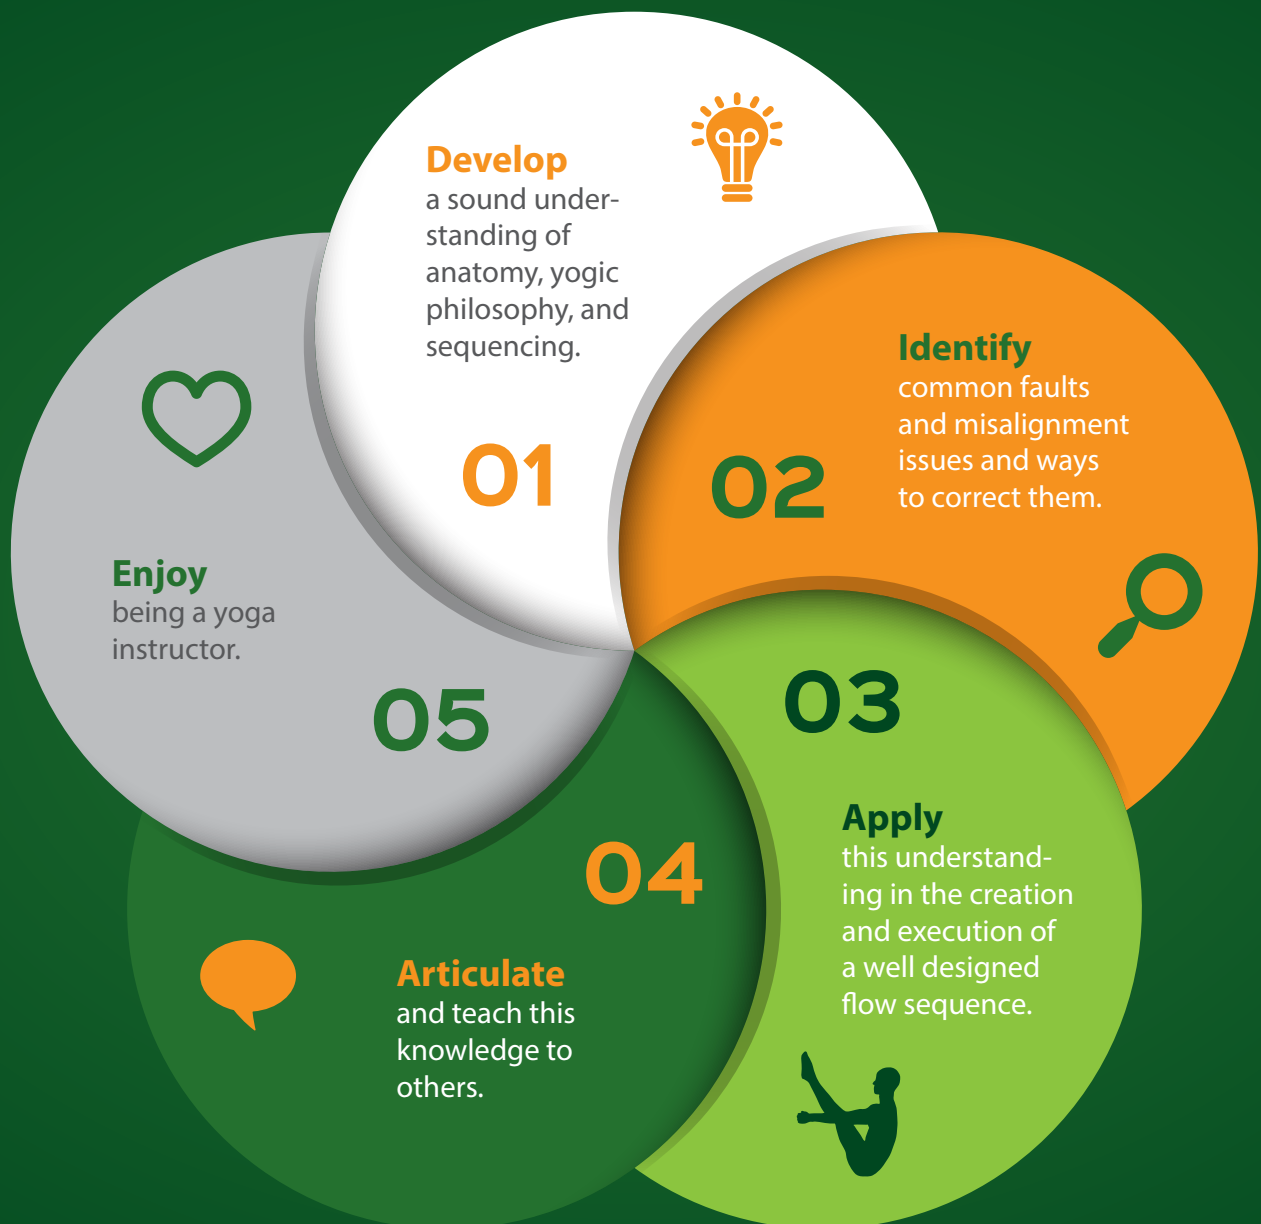 Develop
a sound under-
standing of
anatomy, yogic
philosophy, and
sequencing.
01
02
Identify
common faults
and misalignment
issues and ways
to correct them.
03
Apply
this understand-
ing in the creation
and execution of
a well designed
flow sequence.
04
Articulate
and teach this
knowledge to
others.
05
Enjoy
being a yoga
instructor.